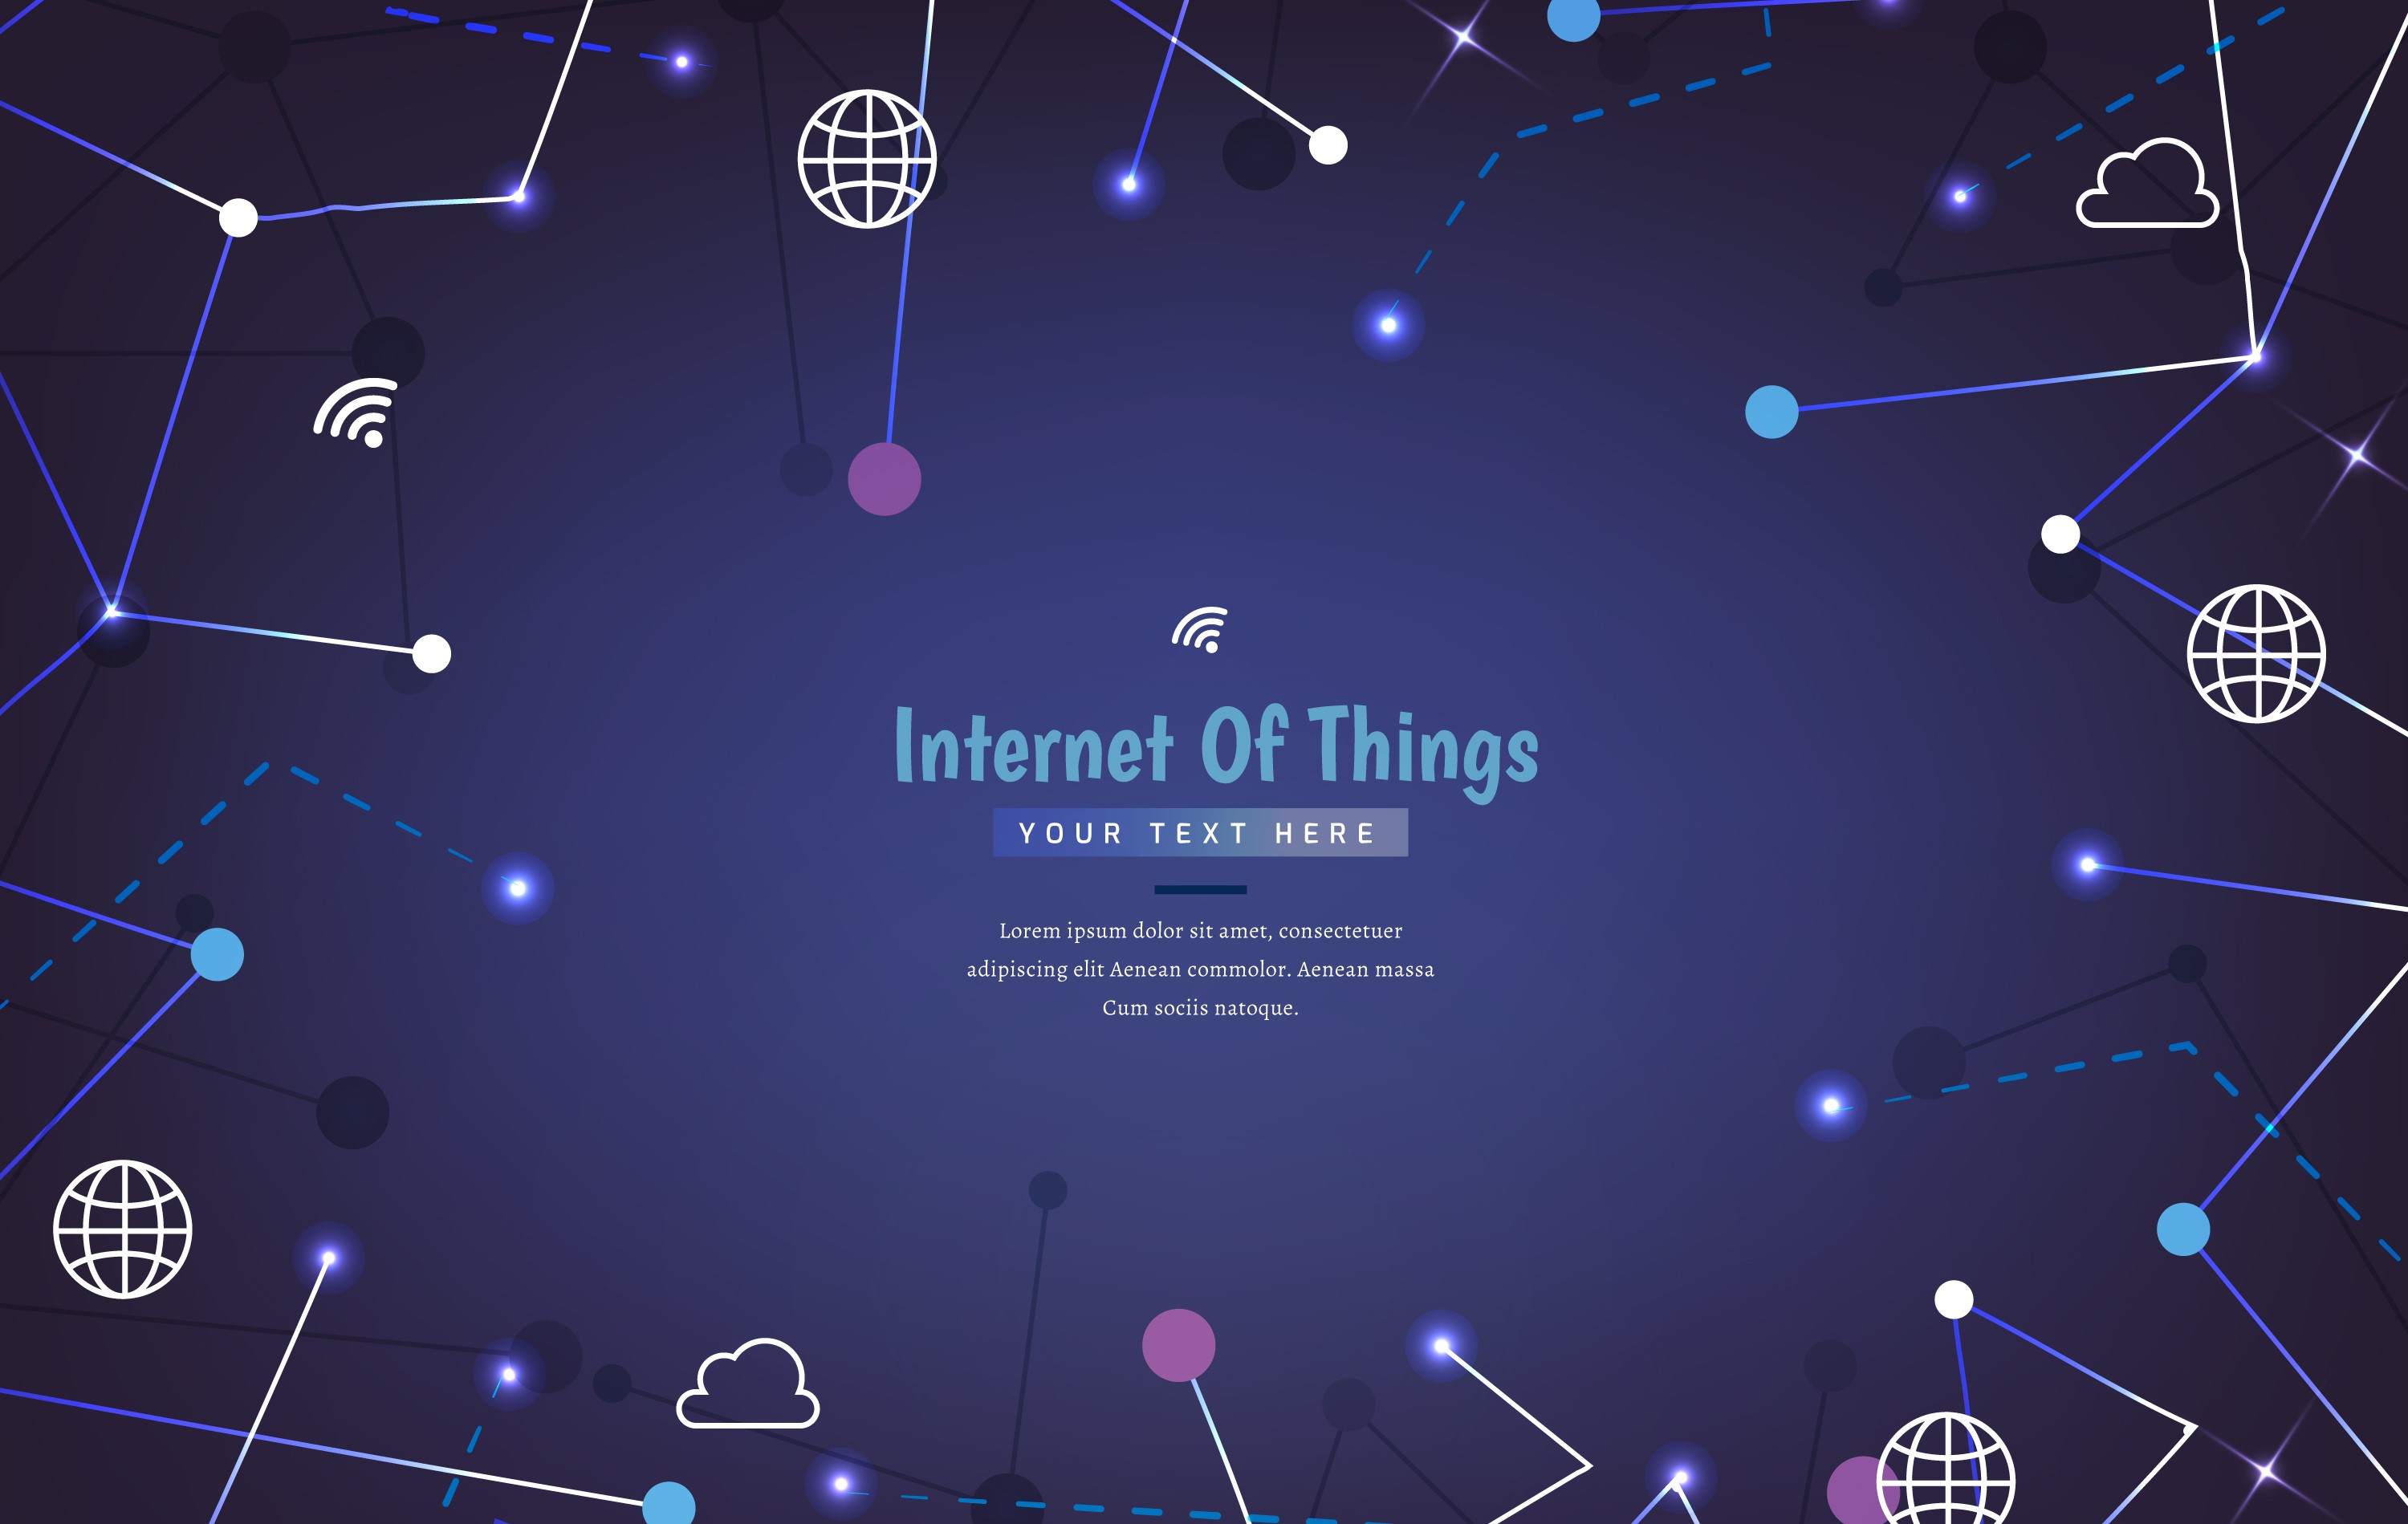 Internet Of Things
YOUR TEXT HERE
Lorem ipsum dolor sit amet, consectetuer
adipiscing elit Aenean commolor. Aenean massa
Cum sociis natoque.